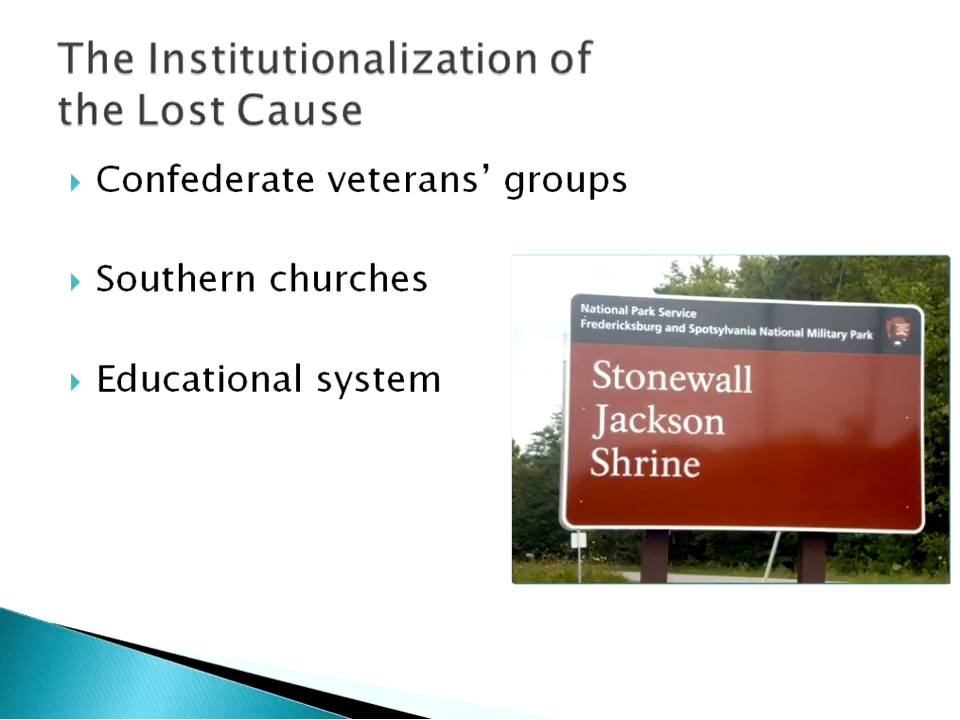 The Institutionalization of
the Lost Cause
Confederate veterans’ groups
Southern churches
Educational system
National Park Service
Fredericksburg and Spotsylvania National Military Park
Stonewall
Jackson
Shrine